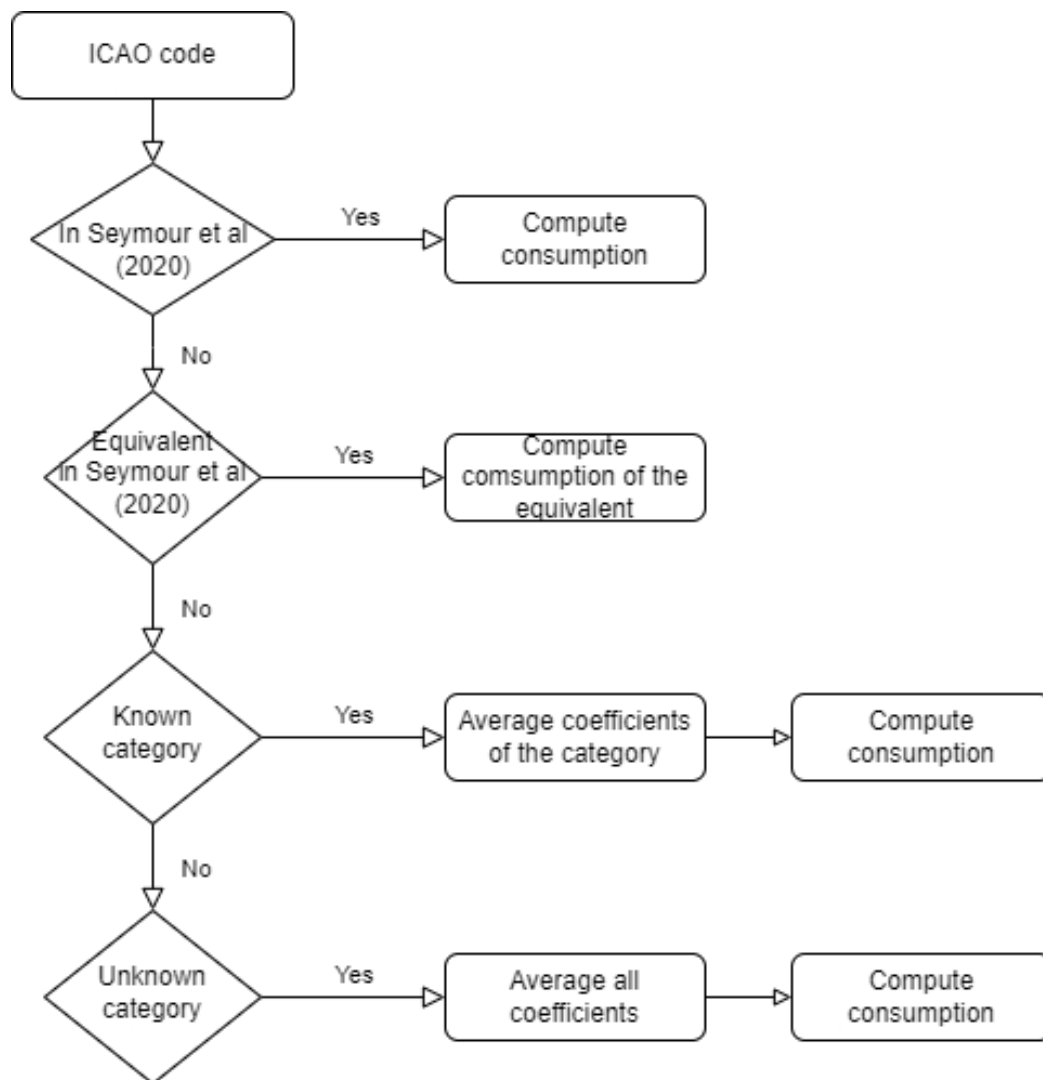 ICAO code
In Seymour et al
(2020)
Yes
Compute
consumption
No
Equivalent
In Seymour et al
(2020)
Yes
Compute
comsumption of the
equivalent
No
Known
category
Yes
Average coefficients
of the category
Compute
consumption
No
Unknown
category
Yes
Average all
coefficients
Compute
consumption